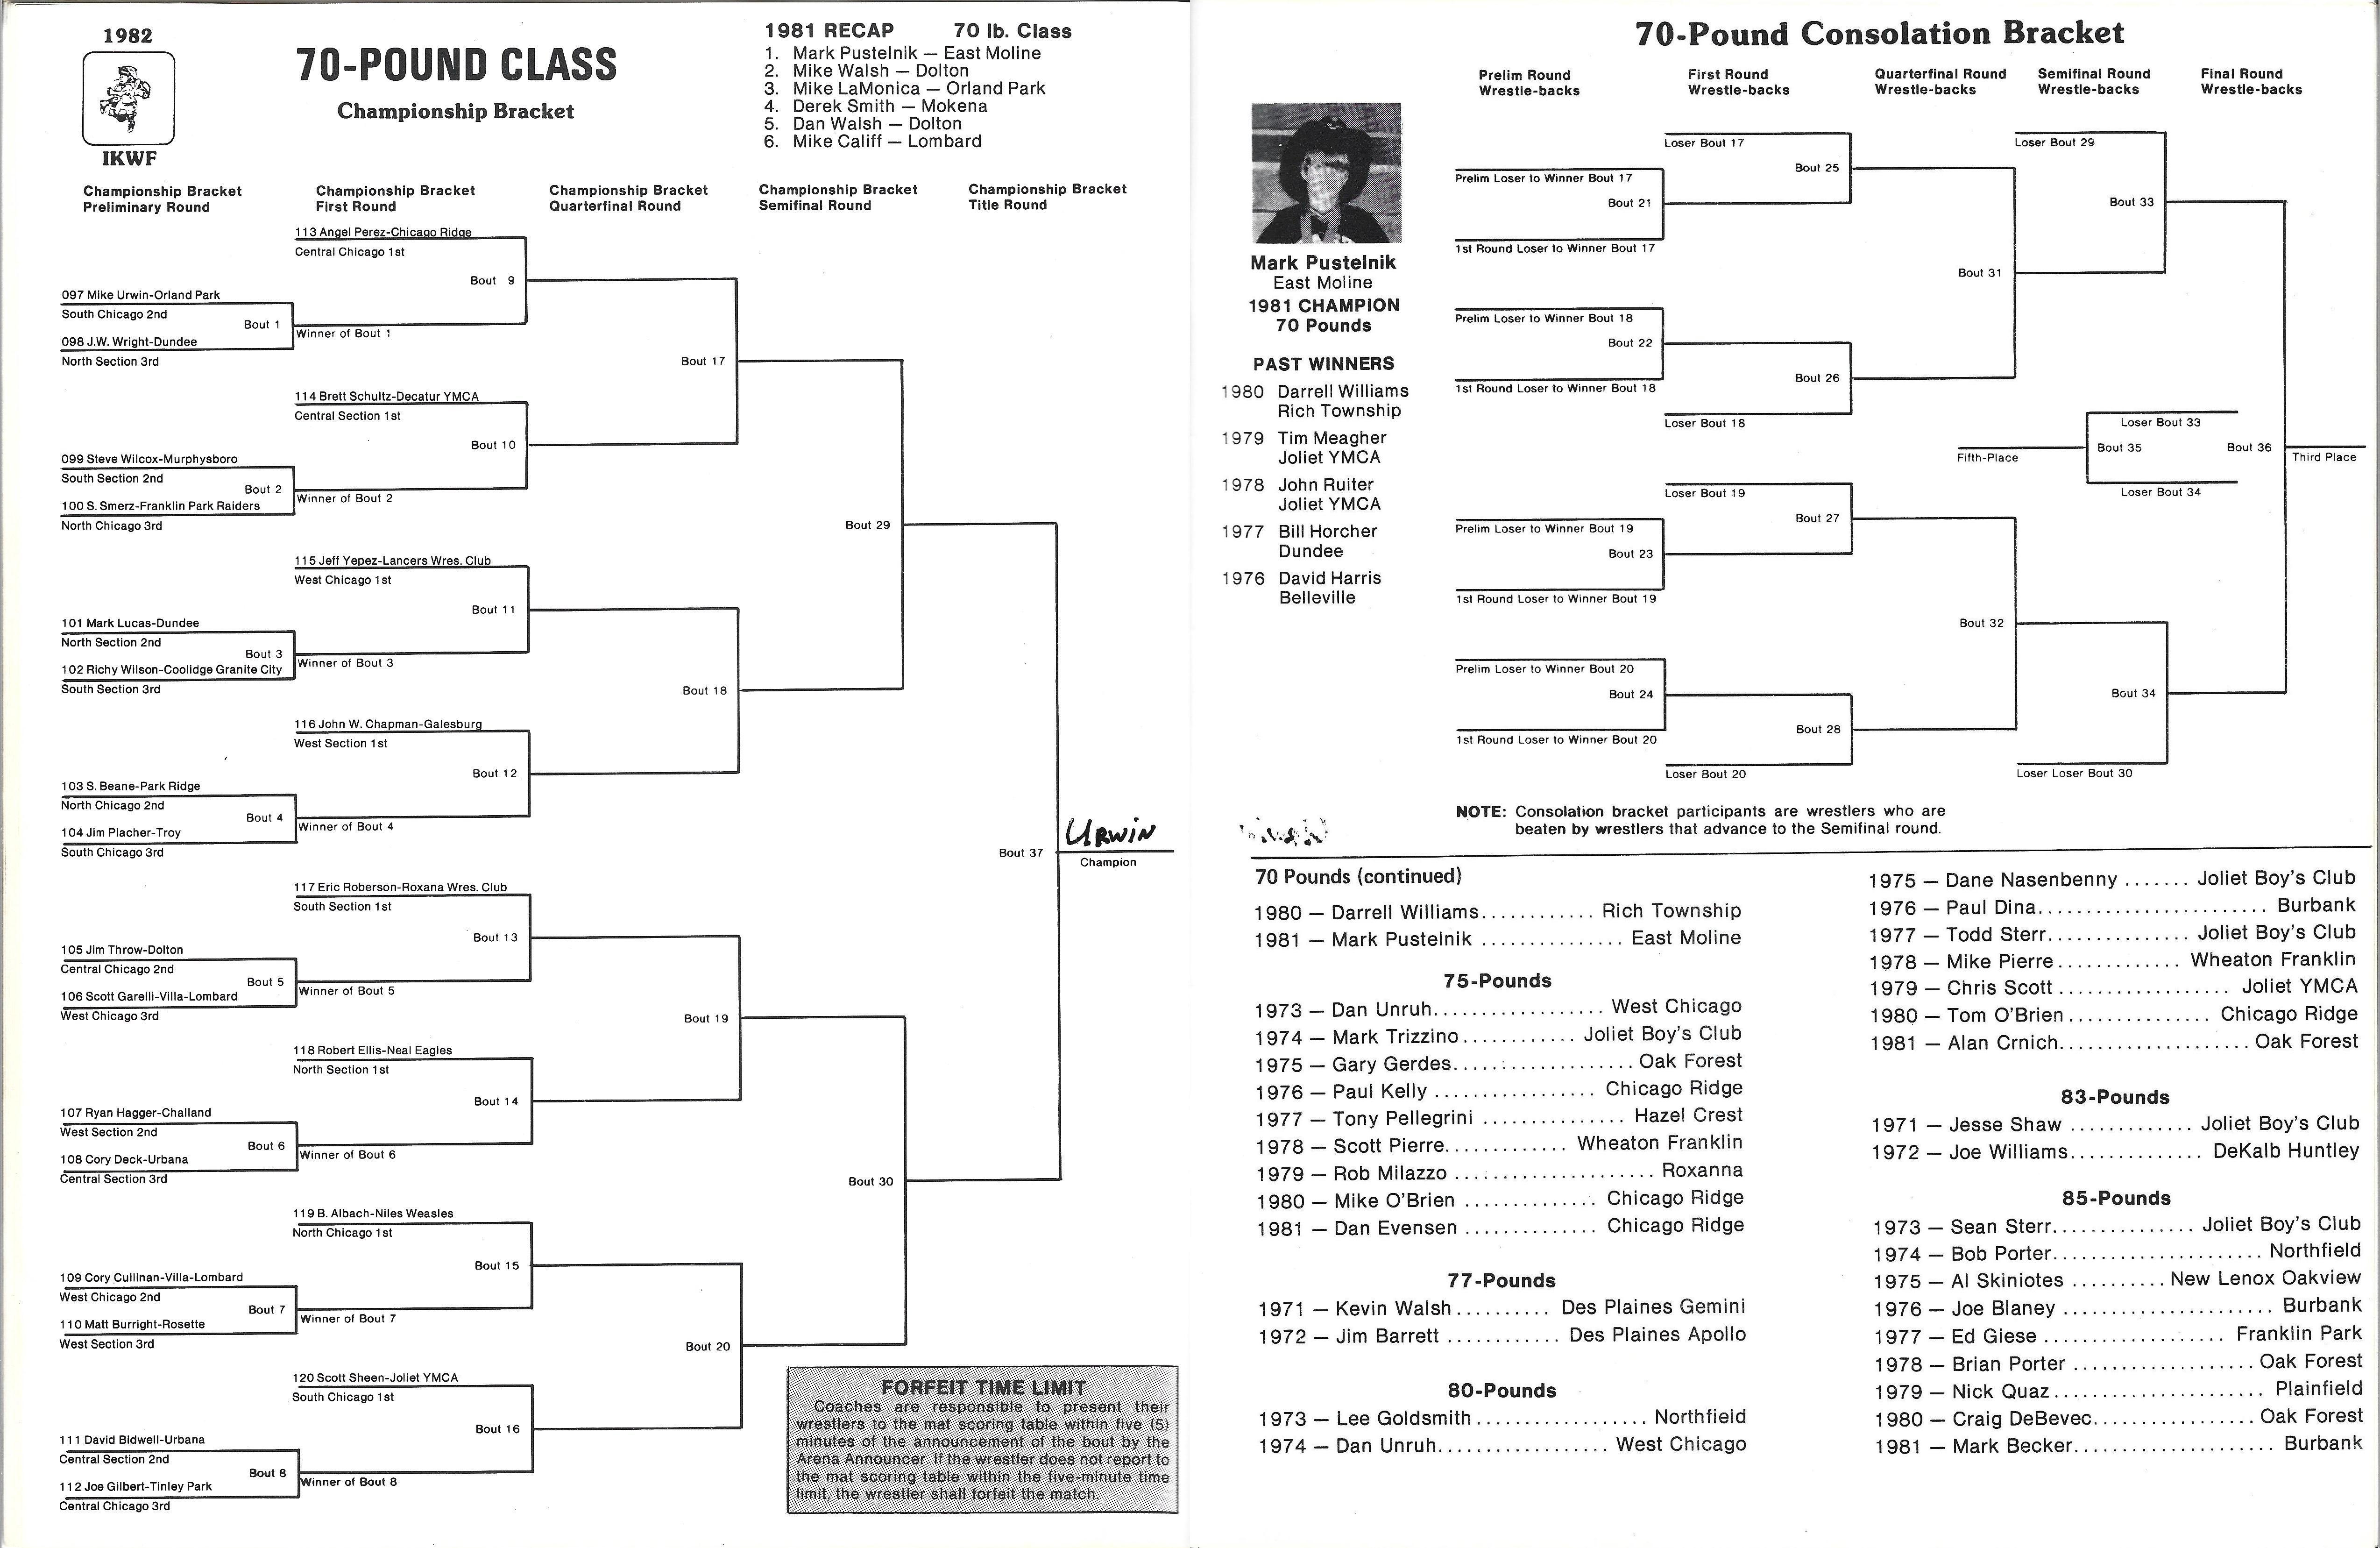 1982
IKWF
70-POUND CLASS
Championship Bracket
1981 RECAP 70 lb. Class
1. Mark Pustelnik — East Moline
2. Mike Walsh — Dolton
3. Mike LaMonica — Orland Park
4. Derek Smith — Mokena
5. Dan Walsh — Dolton
6. Mike Califf — Lombard
Championship Bracket
Preliminary Round
Championship Bracket
First Round
Championship Bracket
Quarterfinal Round
Championship Bracket
Semifinal Round
Championship Bracket
Title Round
113 Angel Perez-Chicago Ridge
Central Chicago 1st
Bout 9
097 Mike Urwin-Orland Park
South Chicago 2nd
Bout 1
Winner of Bout 1
098 J.W. Wright-Dundee
North Section 3rd
Bout 17
114 Brett Schultz-Decatur YMCA
Central Section 1st
Bout 10
099 Steve Wilcox-Murphysboro
South Section 2nd
Bout 2
Winner of Bout 2
100 S. Smerz-Franklin Park Raiders
North Chicago 3rd
Bout 29
115 Jeff Yepez-Lancers Wres. Club
West Chicago 1st
Bout 11
101 Mark Lucas-Dundee
North Section 2nd
Bout 3
Winner of Bout 3
102 Richy Wilson-Coolidge Granite City
South Section 3rd
Bout 18
116 John W. Chapman-Galesburg
West Section 1st
Bout 12
103 S. Beane-Park Ridge
North Chicago 2nd
Bout 4
Winner of Bout 4
104 Jim Placher-Troy
South Chicago 3rd
Urwin
Bout 37
Champion
117 Eric Roberson-Roxana Wres. Club
South Section 1st
Bout 13
105 Jim Throw-Dolton
Central Chicago 2nd
Bout 5
Winner of Bout 5
106 Scott Garelli-Villa-Lombard
West Chicago 3rd
Bout 19
118 Robert Ellis-Neal Eagles
North Section 1st
Bout 14
107 Ryan Hagger-Challand
West Section 2nd
Bout 6
Winner of Bout 6
108 Cory Deck-Urbana
Central Section 3rd
Bout 30
119 B. Albach-Niles Weasles
North Chicago 1st
Bout 15
109 Cory Cullinan-Villa-Lombard
West Chicago 2nd
Bout 7
Winner of Bout 7
110 Matt Burright-Rosette
West Section 3rd
Bout 20
120 Scott Sheen-Joliet YMCA
South Chicago 1st
Bout 16
111 David Bidwell-Urbana
Central Section 2nd
Bout 8
Winner of Bout 8
112 Joe Gilbert-Tinley Park
Central Chicago 3rd
FORFEIT TIME LIMIT
Coaches are responsible to present their
wrestlers to the mat scoring table within five (5)
minutes of the announcement of the bout by the
Arena Announcer. If the wrestler does not report to
the mat scoring table within the five-minute time
limit, the wrestler shall forfeit the match.
70-Pound Consolation Bracket
Prelim Round
Wrestle-backs
First Round
Wrestle-backs
Quarterfinal Round
Wrestle-backs
Semifinal Round
Wrestle-backs
Final Round
Wrestle-backs
Mark Pustelnik
East Moline
1981 CHAMPION
70 Pounds
PAST WINNERS
1980 Darrell Williams
Rich Township
1979 Tim Meagher
Joliet YMCA
1978 John Ruiter
Joliet YMCA
1977 Bill Horcher
Dundee
1976 David Harris
Belleville
Loser Bout 17
Bout 25
Prelim Loser to Winner Bout 17
Bout 21
1st Round Loser to Winner Bout 17
Loser Bout 29
Bout 33
Bout 31
Prelim Loser to Winner Bout 18
Bout 22
1st Round Loser to Winner Bout 18
Bout 26
Loser Bout 18
Loser Bout 33
Fifth-Place
Bout 35
Bout 36
Third Place
Loser Bout 34
Loser Bout 19
Bout 27
Prelim Loser to Winner Bout 19
Bout 23
1st Round Loser to Winner Bout 19
Bout 32
Prelim Loser to Winner Bout 20
Bout 24
1st Round Loser to Winner Bout 20
Bout 28
Bout 34
Loser Bout 20
Loser Loser Bout 30
NOTE: Consolation bracket participants are wrestlers who are
beaten by wrestlers that advance to the Semifinal round.
70 Pounds (continued)
1980 — Darrell Williams............ Rich Township
1981 — Mark Pustelnik ............... East Moline
75-Pounds
1973 — Dan Unruh.................. West Chicago
1974 — Mark Trizzino............ Joliet Boy's Club
1975 — Gary Gerdes................... Oak Forest
1976 — Paul Kelly ................. Chicago Ridge
1977 — Tony Pellegrini ............... Hazel Crest
1978 — Scott Pierre............. Wheaton Franklin
1979 — Rob Milazzo ..................... Roxanna
1980 — Mike O'Brien .............. Chicago Ridge
1981 — Dan Evensen .............. Chicago Ridge
77-Pounds
1971 — Kevin Walsh.......... Des Plaines Gemini
1972 — Jim Barrett ............ Des Plaines Apollo
80-Pounds
1973 — Lee Goldsmith.................. Northfield
1974 — Dan Unruh.................. West Chicago
1975 — Dane Nasenbenny ....... Joliet Boy's Club
1976 — Paul Dina........................ Burbank
1977 — Todd Sterr............... Joliet Boy's Club
1978 — Mike Pierre............. Wheaton Franklin
1979 — Chris Scott .................. Joliet YMCA
1980 — Tom O'Brien............... Chicago Ridge
1981 — Alan Crnich.................... Oak Forest
83-Pounds
1971 — Jesse Shaw ............. Joliet Boy's Club
1972 — Joe Williams.............. DeKalb Huntley
85-Pounds
1973 — Sean Sterr............... Joliet Boy's Club
1974 — Bob Porter...................... Northfield
1975 — Al Skiniotes .......... New Lenox Oakview
1976 — Joe Blaney ...................... Burbank
1977 — Ed Giese ................... Franklin Park
1978 — Brian Porter ................... Oak Forest
1979 — Nick Quaz...................... Plainfield
1980 — Craig DeBevec................. Oak Forest
1981 — Mark Becker..................... Burbank